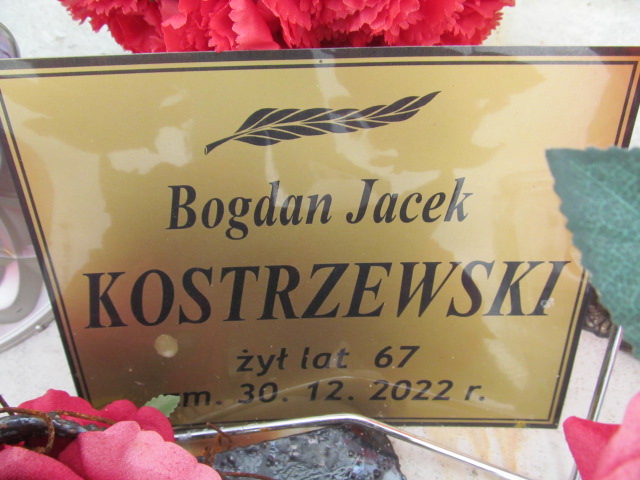 Bogdan Jacek
KOSTRZEWSKI
żył lat 67
zm. 30. 12. 2022 r.